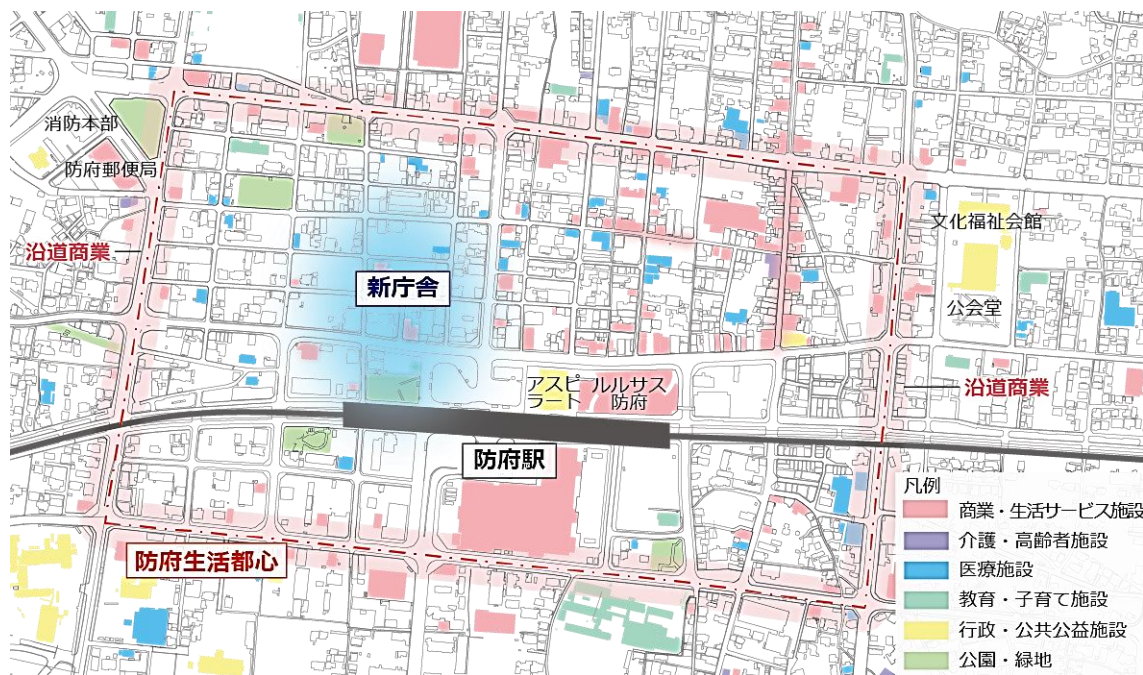 消防本部
防府郵便局
沿道商業
新庁舎
文化福祉会館
公会堂
アスピ
ラート
ルルサス
防府
沿道商業
防府駅
防府生活都心
凡例
商業・生活サービス施設
介護・高齢者施設
医療施設
教育・子育て施設
行政・公共公益施設
公園・緑地